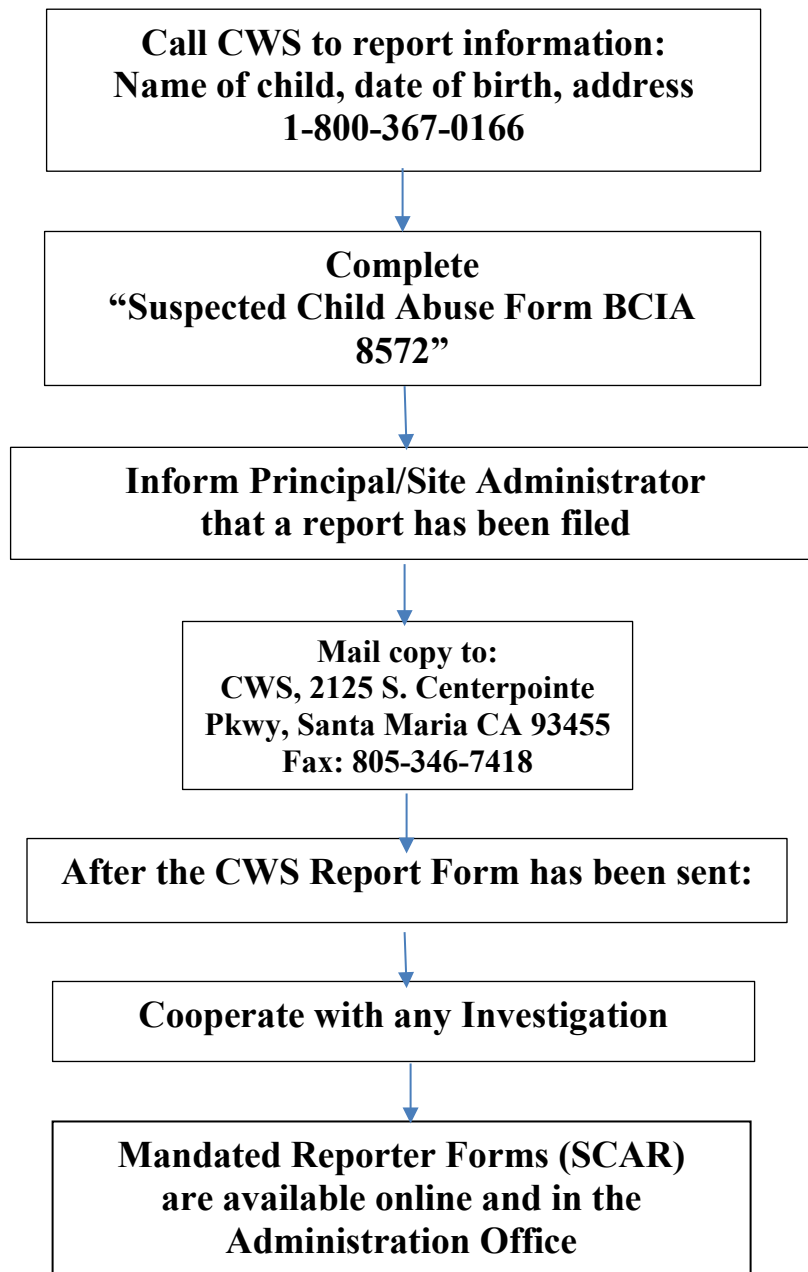 Call CWS to report information:
Name of child, date of birth, address
1-800-367-0166
Complete
“Suspected Child Abuse Form BCIA
8572”
Inform Principal/Site Administrator
that a report has been filed
Mail copy to:
CWS, 2125 S. Centerpointe
Pkwy, Santa Maria CA 93455
Fax: 805-346-7418
After the CWS Report Form has been sent:
Cooperate with any Investigation
Mandated Reporter Forms (SCAR)
are available online and in the
Administration Office